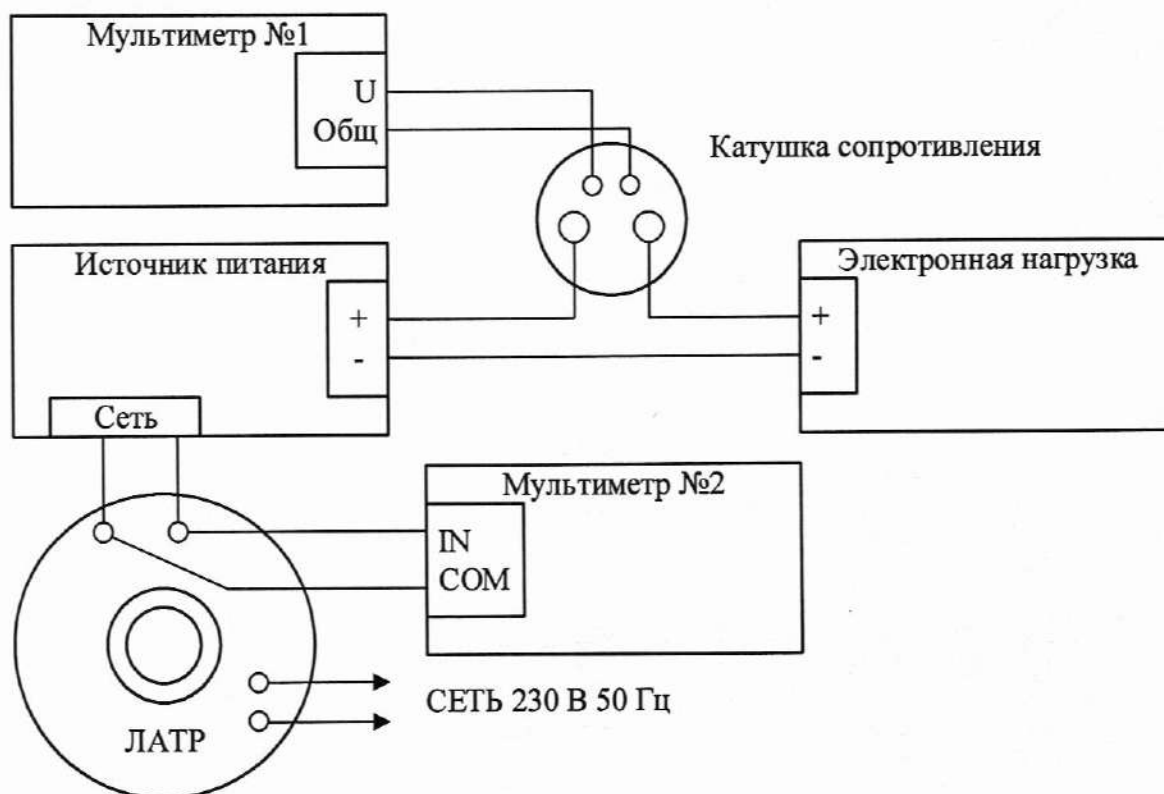 Мультиметр №1
U
Общ
Катушка сопротивления
Источник питания
+
-
Сеть
Электронная нагрузка
+
-
Мультиметр №2
IN
COM
СЕТЬ 230 В 50 Гц
ЛАТР